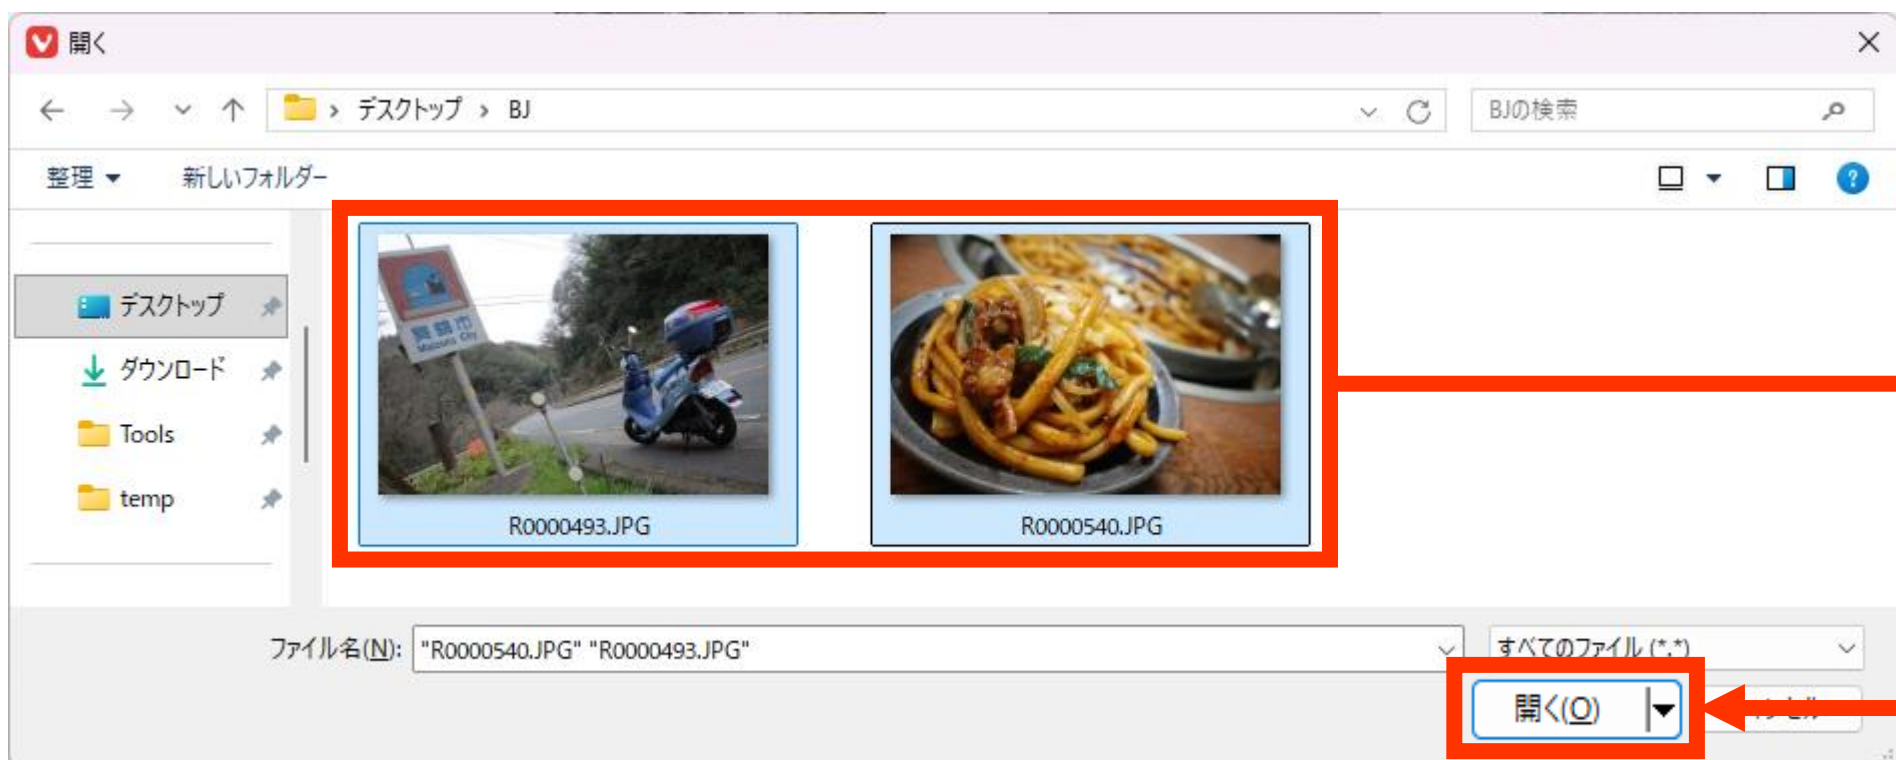 開く
デスクトップ › BJ
BJの検索
整理
新しいフォルダー
デスクトップ
ダウンロード
Tools
temp
Matsuura City
R0000493.JPG
R0000540.JPG
ファイル名(N):
"R0000540.JPG" "R0000493.JPG"
すべてのファイル (*.*)
開く(O)